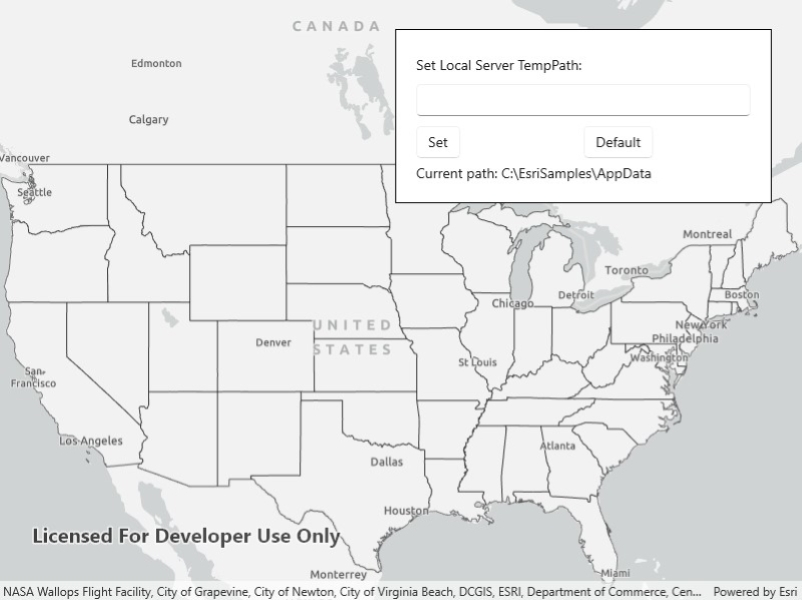 CANADA
Edmonton
Calgary
Vancouver
Seattle
Set Local Server TempPath:
Set
Default
Current path: C:\EsriSamples\AppData
Montreal
Toronto
Chicago
Detroit
Boston
UNITED
STATES
Denver
New York
Philadelphia
Washington
St Louis
San
Francisco
Los Angeles
Atlanta
Dallas
Houston
Licensed For Developer Use Only
Monterrey
Miami
NASA Wallops Flight Facility, City of Grapevine, City of Newton, City of Virginia Beach, DCGIS, ESRI, Department of Commerce, Cen...
Powered by Esri